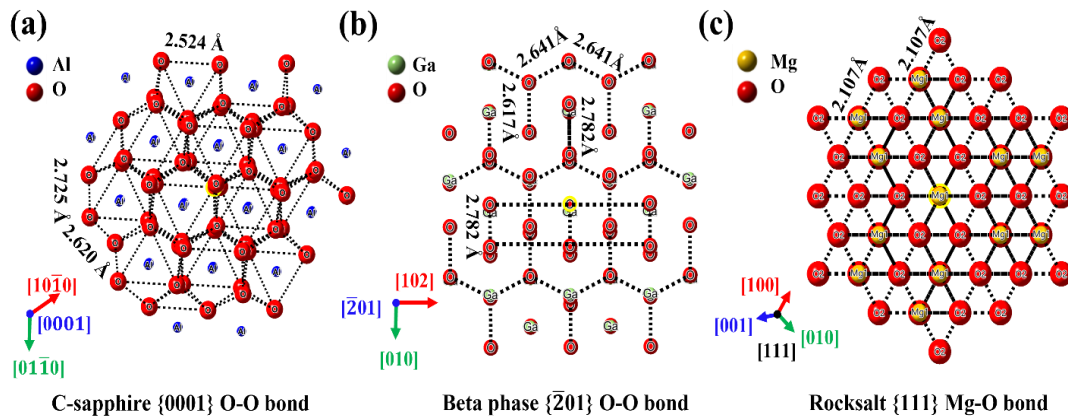 (a)
2.524 Å
Al
O
2.725 Å
2.620 Å
[101̅0]
[0001]
[011̅0]
C-sapphire {0001} O-O bond
(b)
2.641Å 2.641Å
Ga
O
2.617Å
2.782Å
2.782 Å
[102]
[2̅01]
[010]
Beta phase {2̅01} O-O bond
(c)
2.107Å
2.107Å
Mg
O
[100]
[001]
[010]
[111]
Rocksalt {111} Mg-O bond